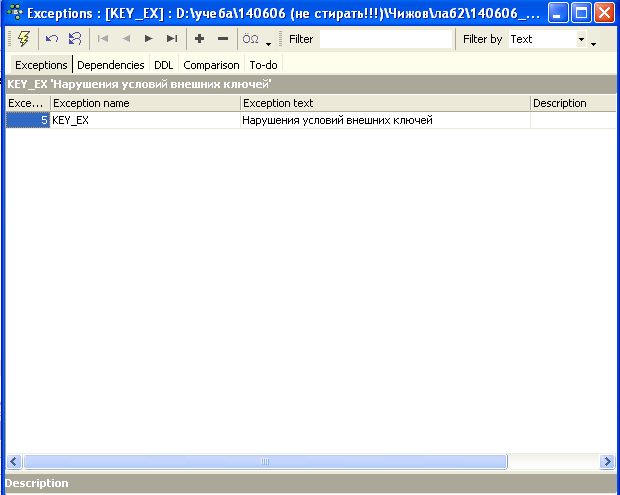 Exceptions : [KEY_EX] : D:\учеба\140606 (не стирать!!!)\Чижов\лаб2\140606_...
ÖΩ Filter Filter by Text
Exceptions Dependencies DDL Comparison To-do
KEY_EX 'Нарушения условий внешних ключей'
Exce... Exception name Exception text Description
5 KEY_EX Нарушения условий внешних ключей
Description